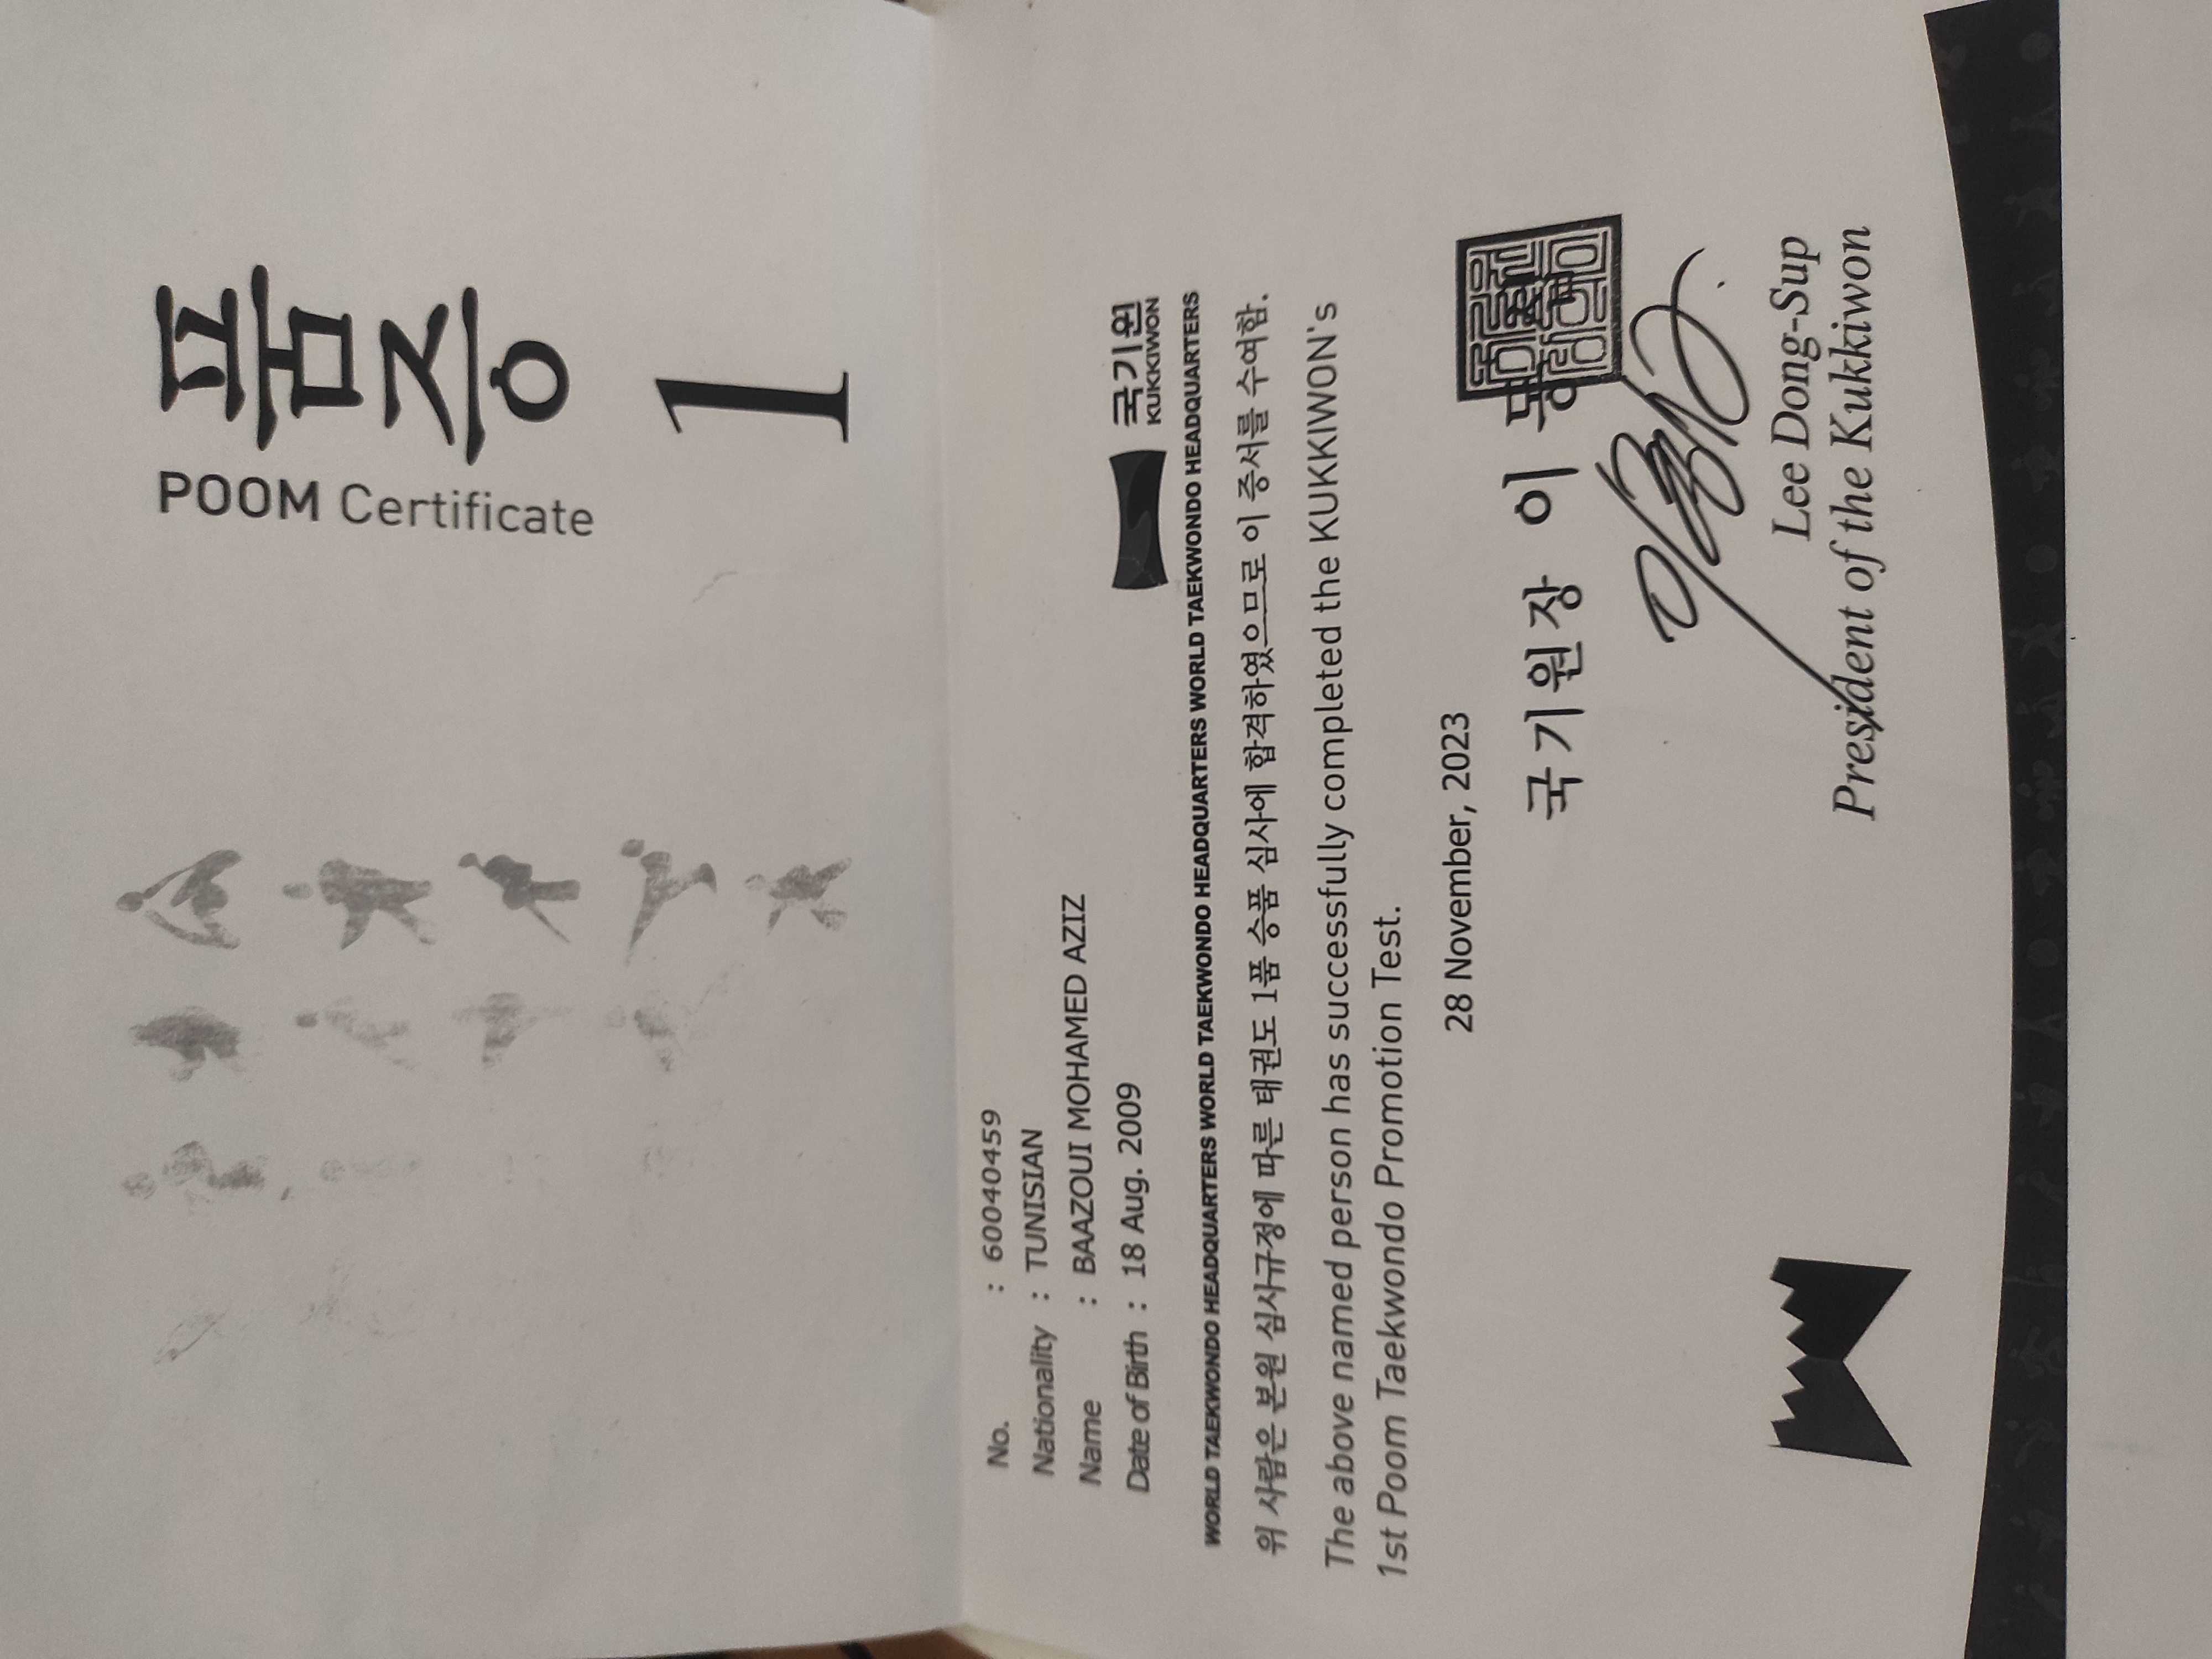 품증
POOM Certificate
1
No. : 60040459
Nationality : TUNISIAN
Name : BAAZOUI MOHAMED AZIZ
Date of Birth : 18 Aug. 2009
국기원
KUKKIWON
WORLD TAEKWONDO HEADQUARTERS WORLD TAEKWONDO HEADQUARTERS WORLD TAEKWONDO HEADQUARTERS WORLD TAEKWONDO HEADQUARTERS
위 사람은 본원 심사규정에 따른 태권도 1품 승품 심사에 합격하였으므로 이 증서를 수여함.
The above named person has successfully completed the KUKKIWON's
1st Poom Taekwondo Promotion Test.
28 November, 2023
국기원장 이 동
Lee Dong-Sup
President of the Kukkiwon